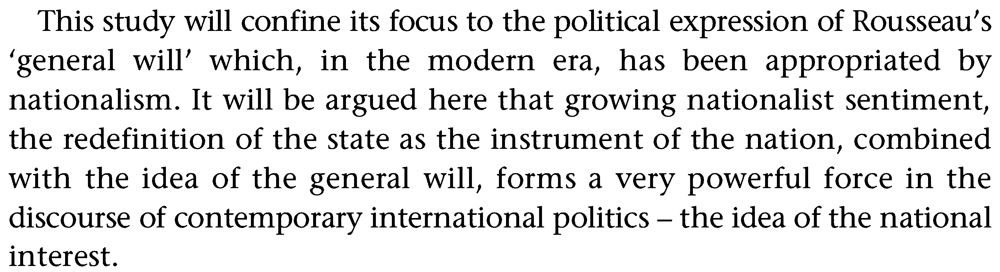 This study will confine its focus to the political expression of Rousseau’s
‘general will’ which, in the modern era, has been appropriated by
nationalism. It will be argued here that growing nationalist sentiment,
the redefinition of the state as the instrument of the nation, combined
with the idea of the general will, forms a very powerful force in the
discourse of contemporary international politics – the idea of the national
interest.